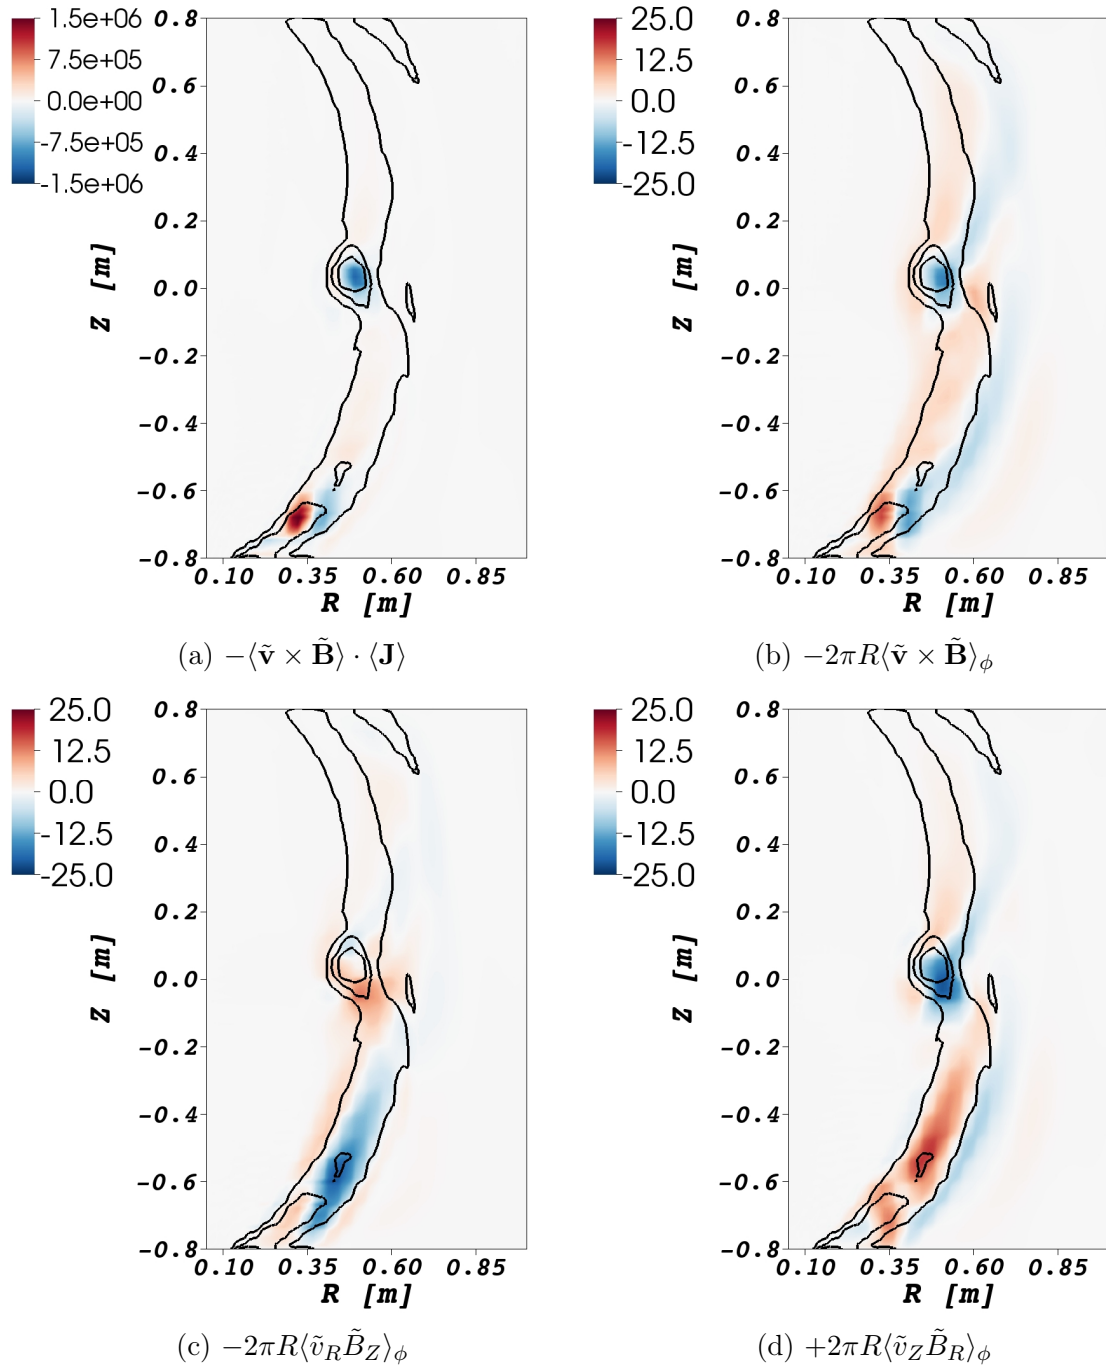 1.5e+06
7.5e+05
0.0e+00
-7.5e+05
-1.5e+06
0.8
0.6
0.4
0.2
0.0
-0.2
-0.4
-0.6
-0.8
Z [m]
0.10 0.35 0.60 0.85
R [m]
(a) −⟨ṽ × B̃⟩ · ⟨J⟩
25.0
12.5
0.0
-12.5
-25.0
0.8
0.6
0.4
0.2
0.0
-0.2
-0.4
-0.6
-0.8
Z [m]
0.10 0.35 0.60 0.85
R [m]
(b) −2πR⟨ṽ × B̃⟩_ϕ
25.0
12.5
0.0
-12.5
-25.0
0.8
0.6
0.4
0.2
0.0
-0.2
-0.4
-0.6
-0.8
Z [m]
0.10 0.35 0.60 0.85
R [m]
(c) −2πR⟨ṽ_R B̃_Z⟩_ϕ
25.0
12.5
0.0
-12.5
-25.0
0.8
0.6
0.4
0.2
0.0
-0.2
-0.4
-0.6
-0.8
Z [m]
0.10 0.35 0.60 0.85
R [m]
(d) +2πR⟨ṽ_Z B̃_R⟩_ϕ